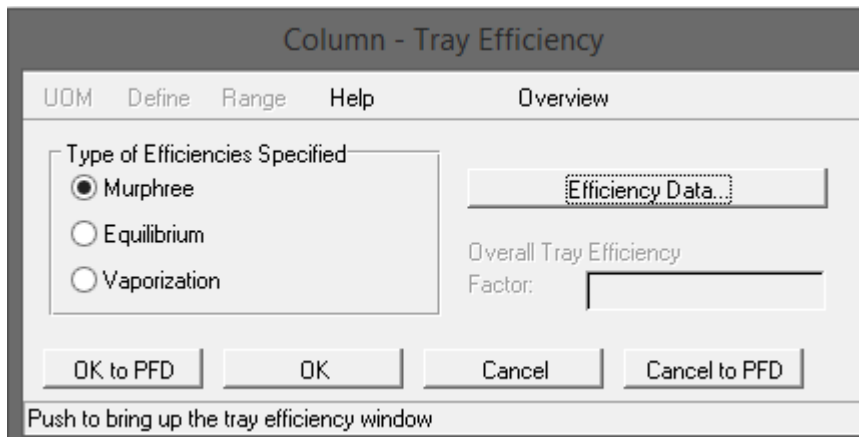 Column - Tray Efficiency
UOM Define Range Help Overview
Type of Efficiencies Specified
Murphree
Equilibrium
Vaporization
Efficiency Data...
Overall Tray Efficiency
Factor:
OK to PFD OK Cancel Cancel to PFD
Push to bring up the tray efficiency window